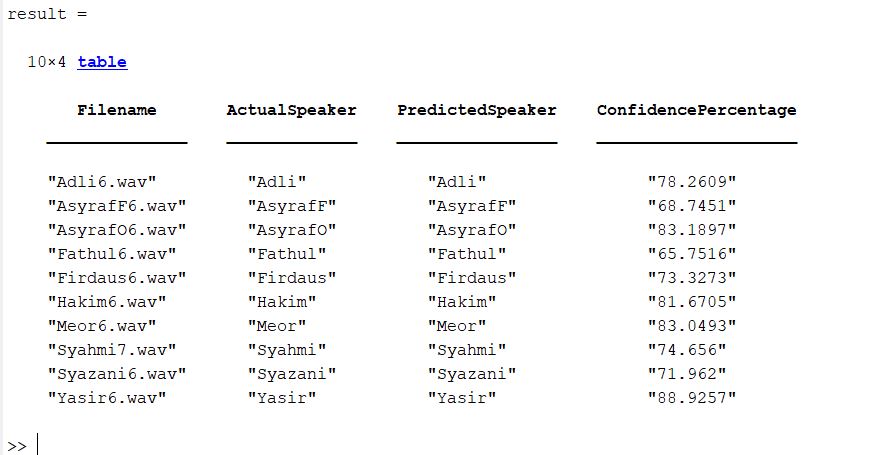 result =
10×4 table
Filename ActualSpeaker PredictedSpeaker ConfidencePercentage
"Adli6.wav" "Adli" "Adli" "78.2609"
"AsyrafF6.wav" "AsyrafF" "AsyrafF" "68.7451"
"AsyrafO6.wav" "AsyrafO" "AsyrafO" "83.1897"
"Fathul6.wav" "Fathul" "Fathul" "65.7516"
"Firdaus6.wav" "Firdaus" "Firdaus" "73.3273"
"Hakim6.wav" "Hakim" "Hakim" "81.6705"
"Meor6.wav" "Meor" "Meor" "83.0493"
"Syahmi7.wav" "Syahmi" "Syahmi" "74.656"
"Syazani6.wav" "Syazani" "Syazani" "71.962"
"Yasir6.wav" "Yasir" "Yasir" "88.9257"
>>